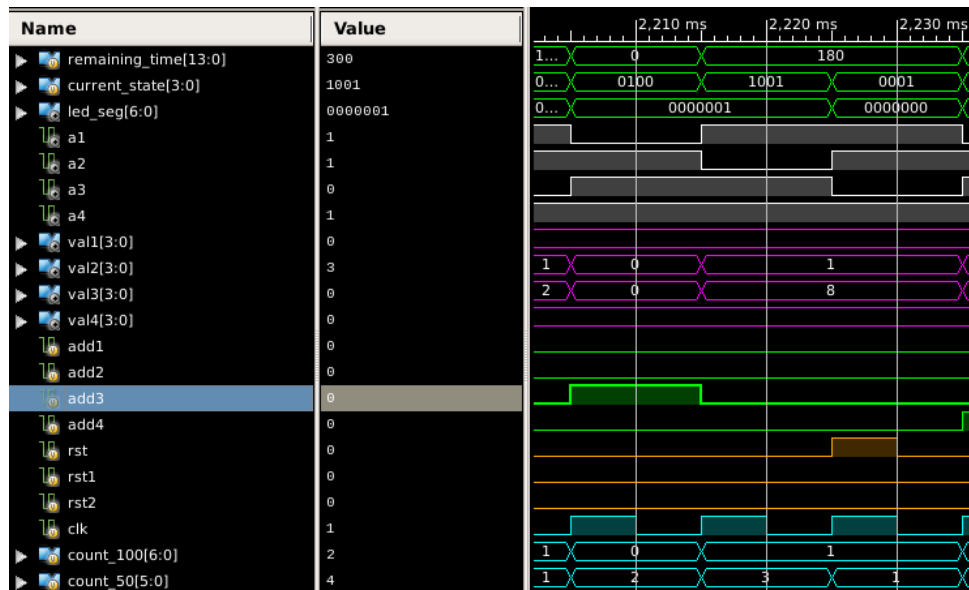 Name Value 2,210 ms 2,220 ms 2,230 ms
remaining_time[13:0] 300 1... 0 180
current_state[3:0] 1001 0... 0100 1001 0001
led_seg[6:0] 0000001 0... 0000001 0000000
a1 1
a2 1
a3 0
a4 1
val1[3:0] 0
val2[3:0] 3 1 0 1
val3[3:0] 0 2 0 8
val4[3:0] 0
add1 0
add2 0
add3 0
add4 0
rst 0
rst1 0
rst2 0
clk 1
count_100[6:0] 2 1 0 1
count_50[5:0] 4 1 2 3 1